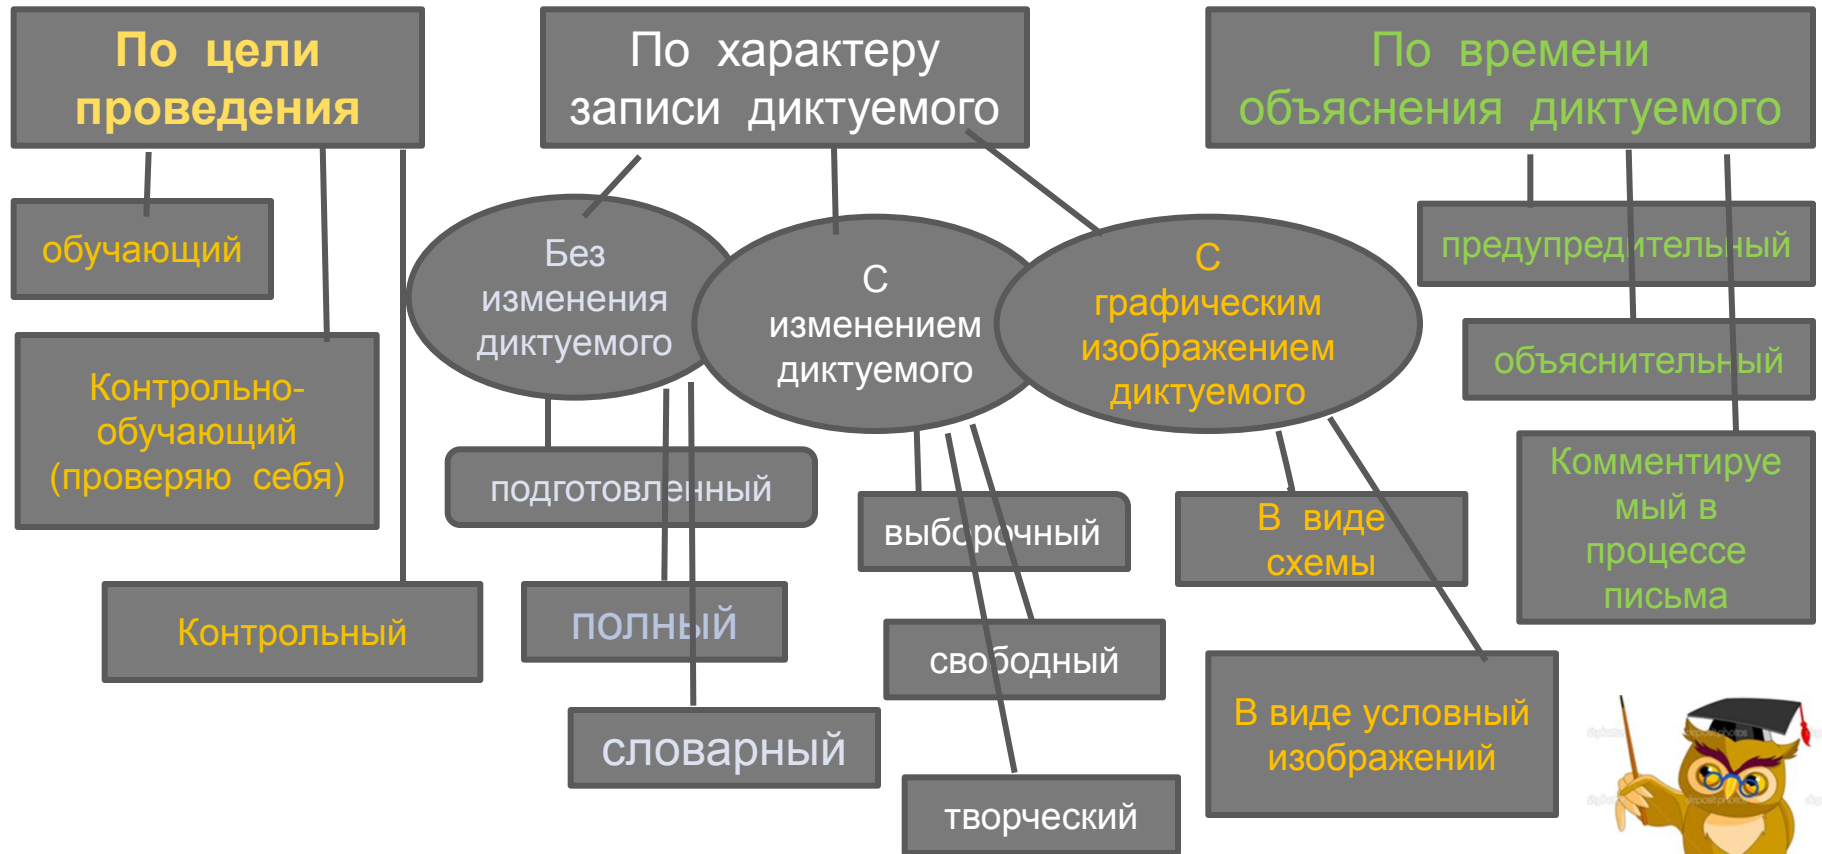 По цели
проведения
По характеру
записи диктуемого
По времени
объяснения диктуемого
обучающий
Контрольно-
обучающий
(проверяю себя)
Контрольный
Без
изменения
диктуемого
подготовленный
полный
словарный
С
изменением
диктуемого
выборочный
свободный
творческий
С
графическим
изображением
диктуемого
В виде
схемы
В виде условный
изображений
предупредительный
объяснительный
Комментируе
мый в
процессе
письма